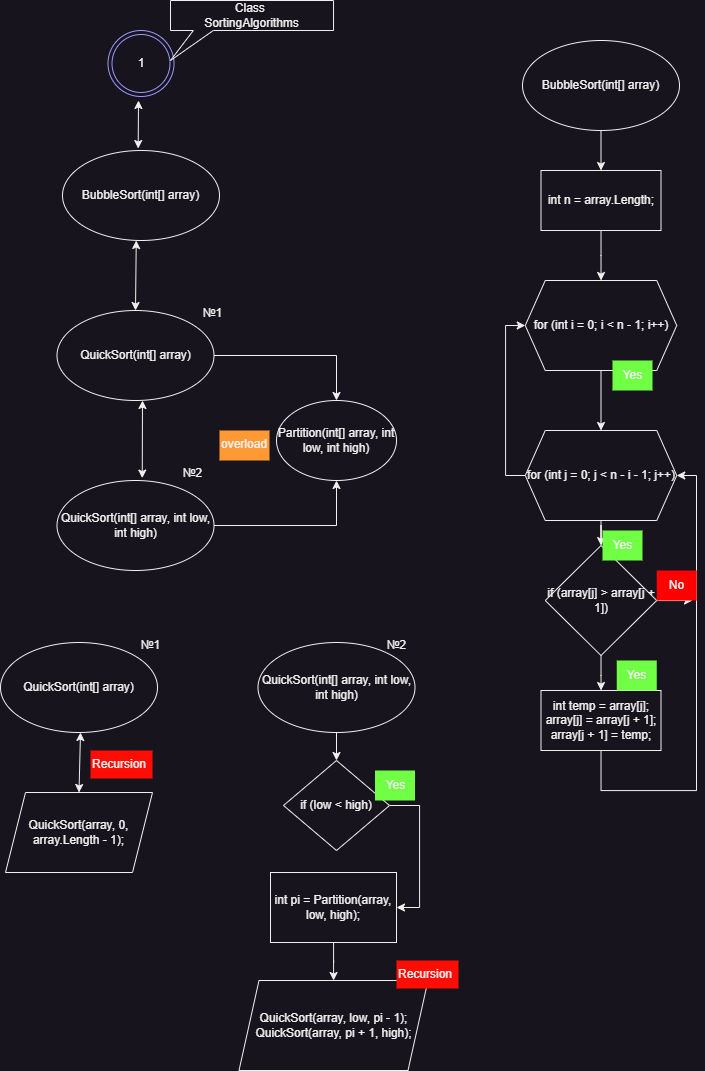 Class
SortingAlgorithms
1
BubbleSort(int[] array)
№1
QuickSort(int[] array)
overload
Partition(int[] array, int
low, int high)
№2
QuickSort(int[] array, int low,
int high)
BubbleSort(int[] array)
int n = array.Length;
for (int i = 0; i < n - 1; i++)
Yes
for (int j = 0; j < n - i - 1; j++)
Yes
if (array[j] > array[j +
1])
No
Yes
int temp = array[j];
array[j] = array[j + 1];
array[j + 1] = temp;
№1
QuickSort(int[] array)
Recursion
QuickSort(array, 0,
array.Length - 1);
№2
QuickSort(int[] array, int low,
int high)
Yes
if (low < high)
int pi = Partition(array,
low, high);
Recursion
QuickSort(array, low, pi - 1);
QuickSort(array, pi + 1, high);